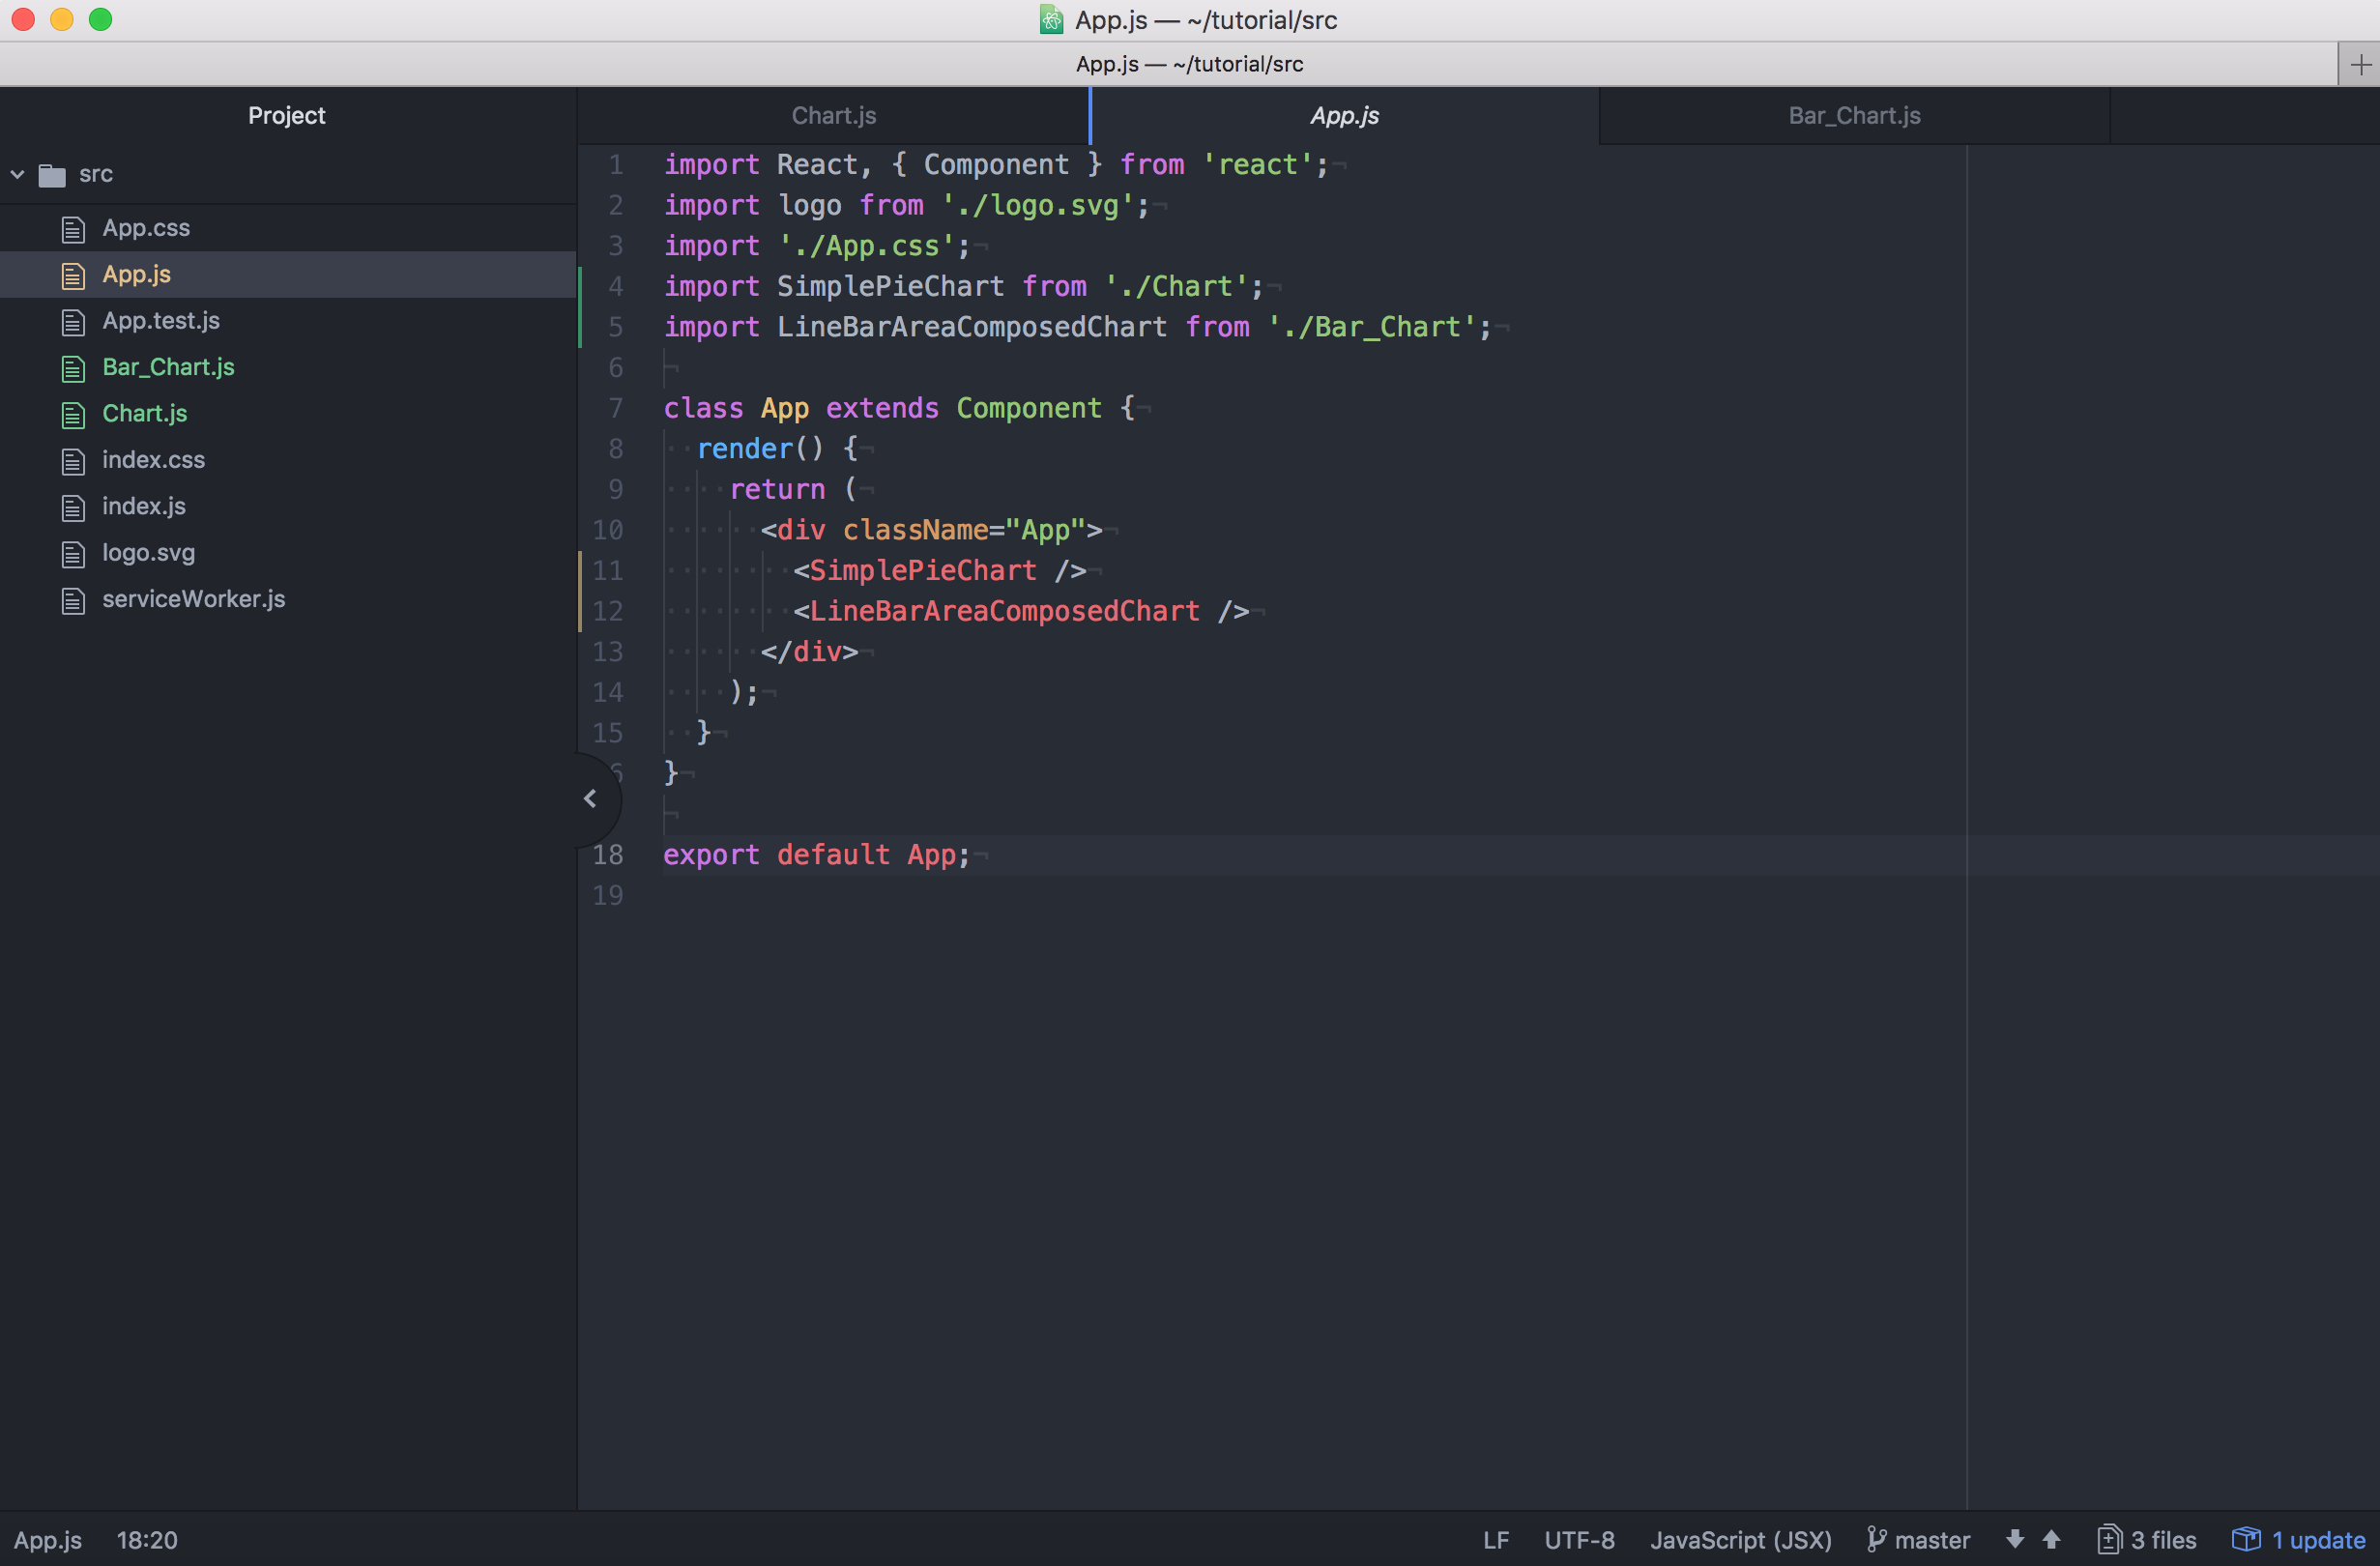 App.js — ~/tutorial/src
App.js — ~/tutorial/src
Project
src
App.css
App.js
App.test.js
Bar_Chart.js
Chart.js
index.css
index.js
logo.svg
serviceWorker.js
Chart.js App.js Bar_Chart.js
1 import React, { Component } from 'react';
2 import logo from './logo.svg';
3 import './App.css';
4 import SimplePieChart from './Chart';
5 import LineBarAreaComposedChart from './Bar_Chart';
6
7 class App extends Component {
8 render() {
9 return (
10 <div className="App">
11 <SimplePieChart />
12 <LineBarAreaComposedChart />
13 </div>
14 );
15 }
6 }
18 export default App;
19
App.js 18:20 LF UTF-8 JavaScript (JSX) master 3 files 1 update